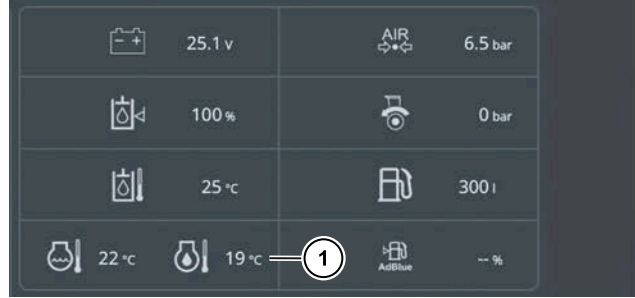 25.1 v
AIR
6.5 bar
100 %
0 bar
25 °C
300 l
22 °C
19 °C
1
AdBlue
-- %